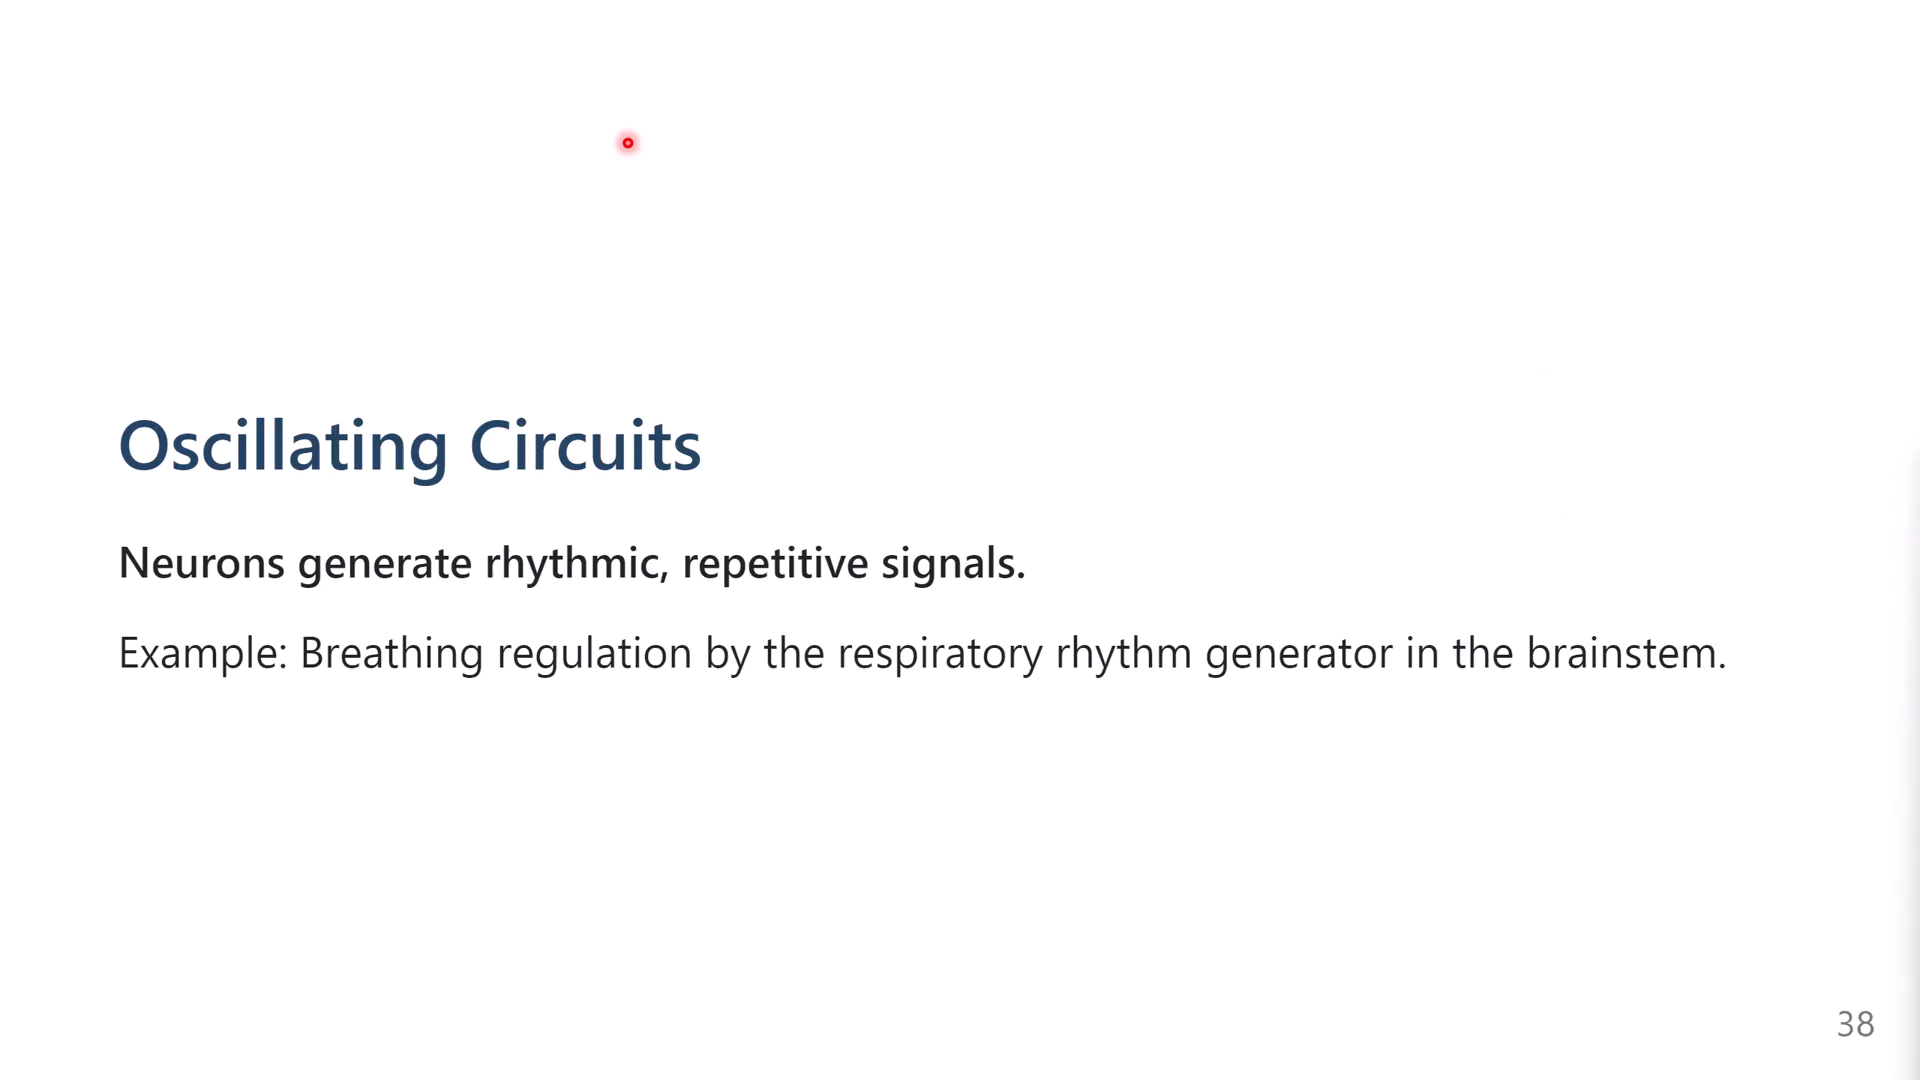 Oscillating Circuits
Neurons generate rhythmic, repetitive signals.
Example: Breathing regulation by the respiratory rhythm generator in the brainstem.
38